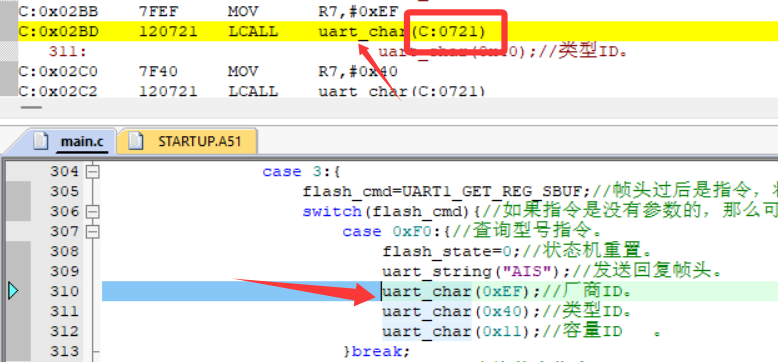 C:0x02BB 7FEF MOV R7,#0xEF
C:0x02BD 120721 LCALL uart_char(C:0721)
311: uart_char(0x40);//类型ID。
C:0x02C0 7F40 MOV R7,#0x40
C:0x02C2 120721 LCALL uart_char(C:0721)
main.c STARTUP.A51
304 case 3:{
305 flash_cmd=UART1_GET_REG_SBUF;//帧头过后是指令，
306 switch(flash_cmd){//如果指令是没有参数的，那么可
307 case 0xF0:{//查询型号指令。
308 flash_state=0;//状态机重置。
309 uart_string("AIS");//发送回复帧头。
310 uart_char(0xEF);//厂商ID。
311 uart_char(0x40);//类型ID。
312 uart_char(0x11);//容量ID 。
313 }break;